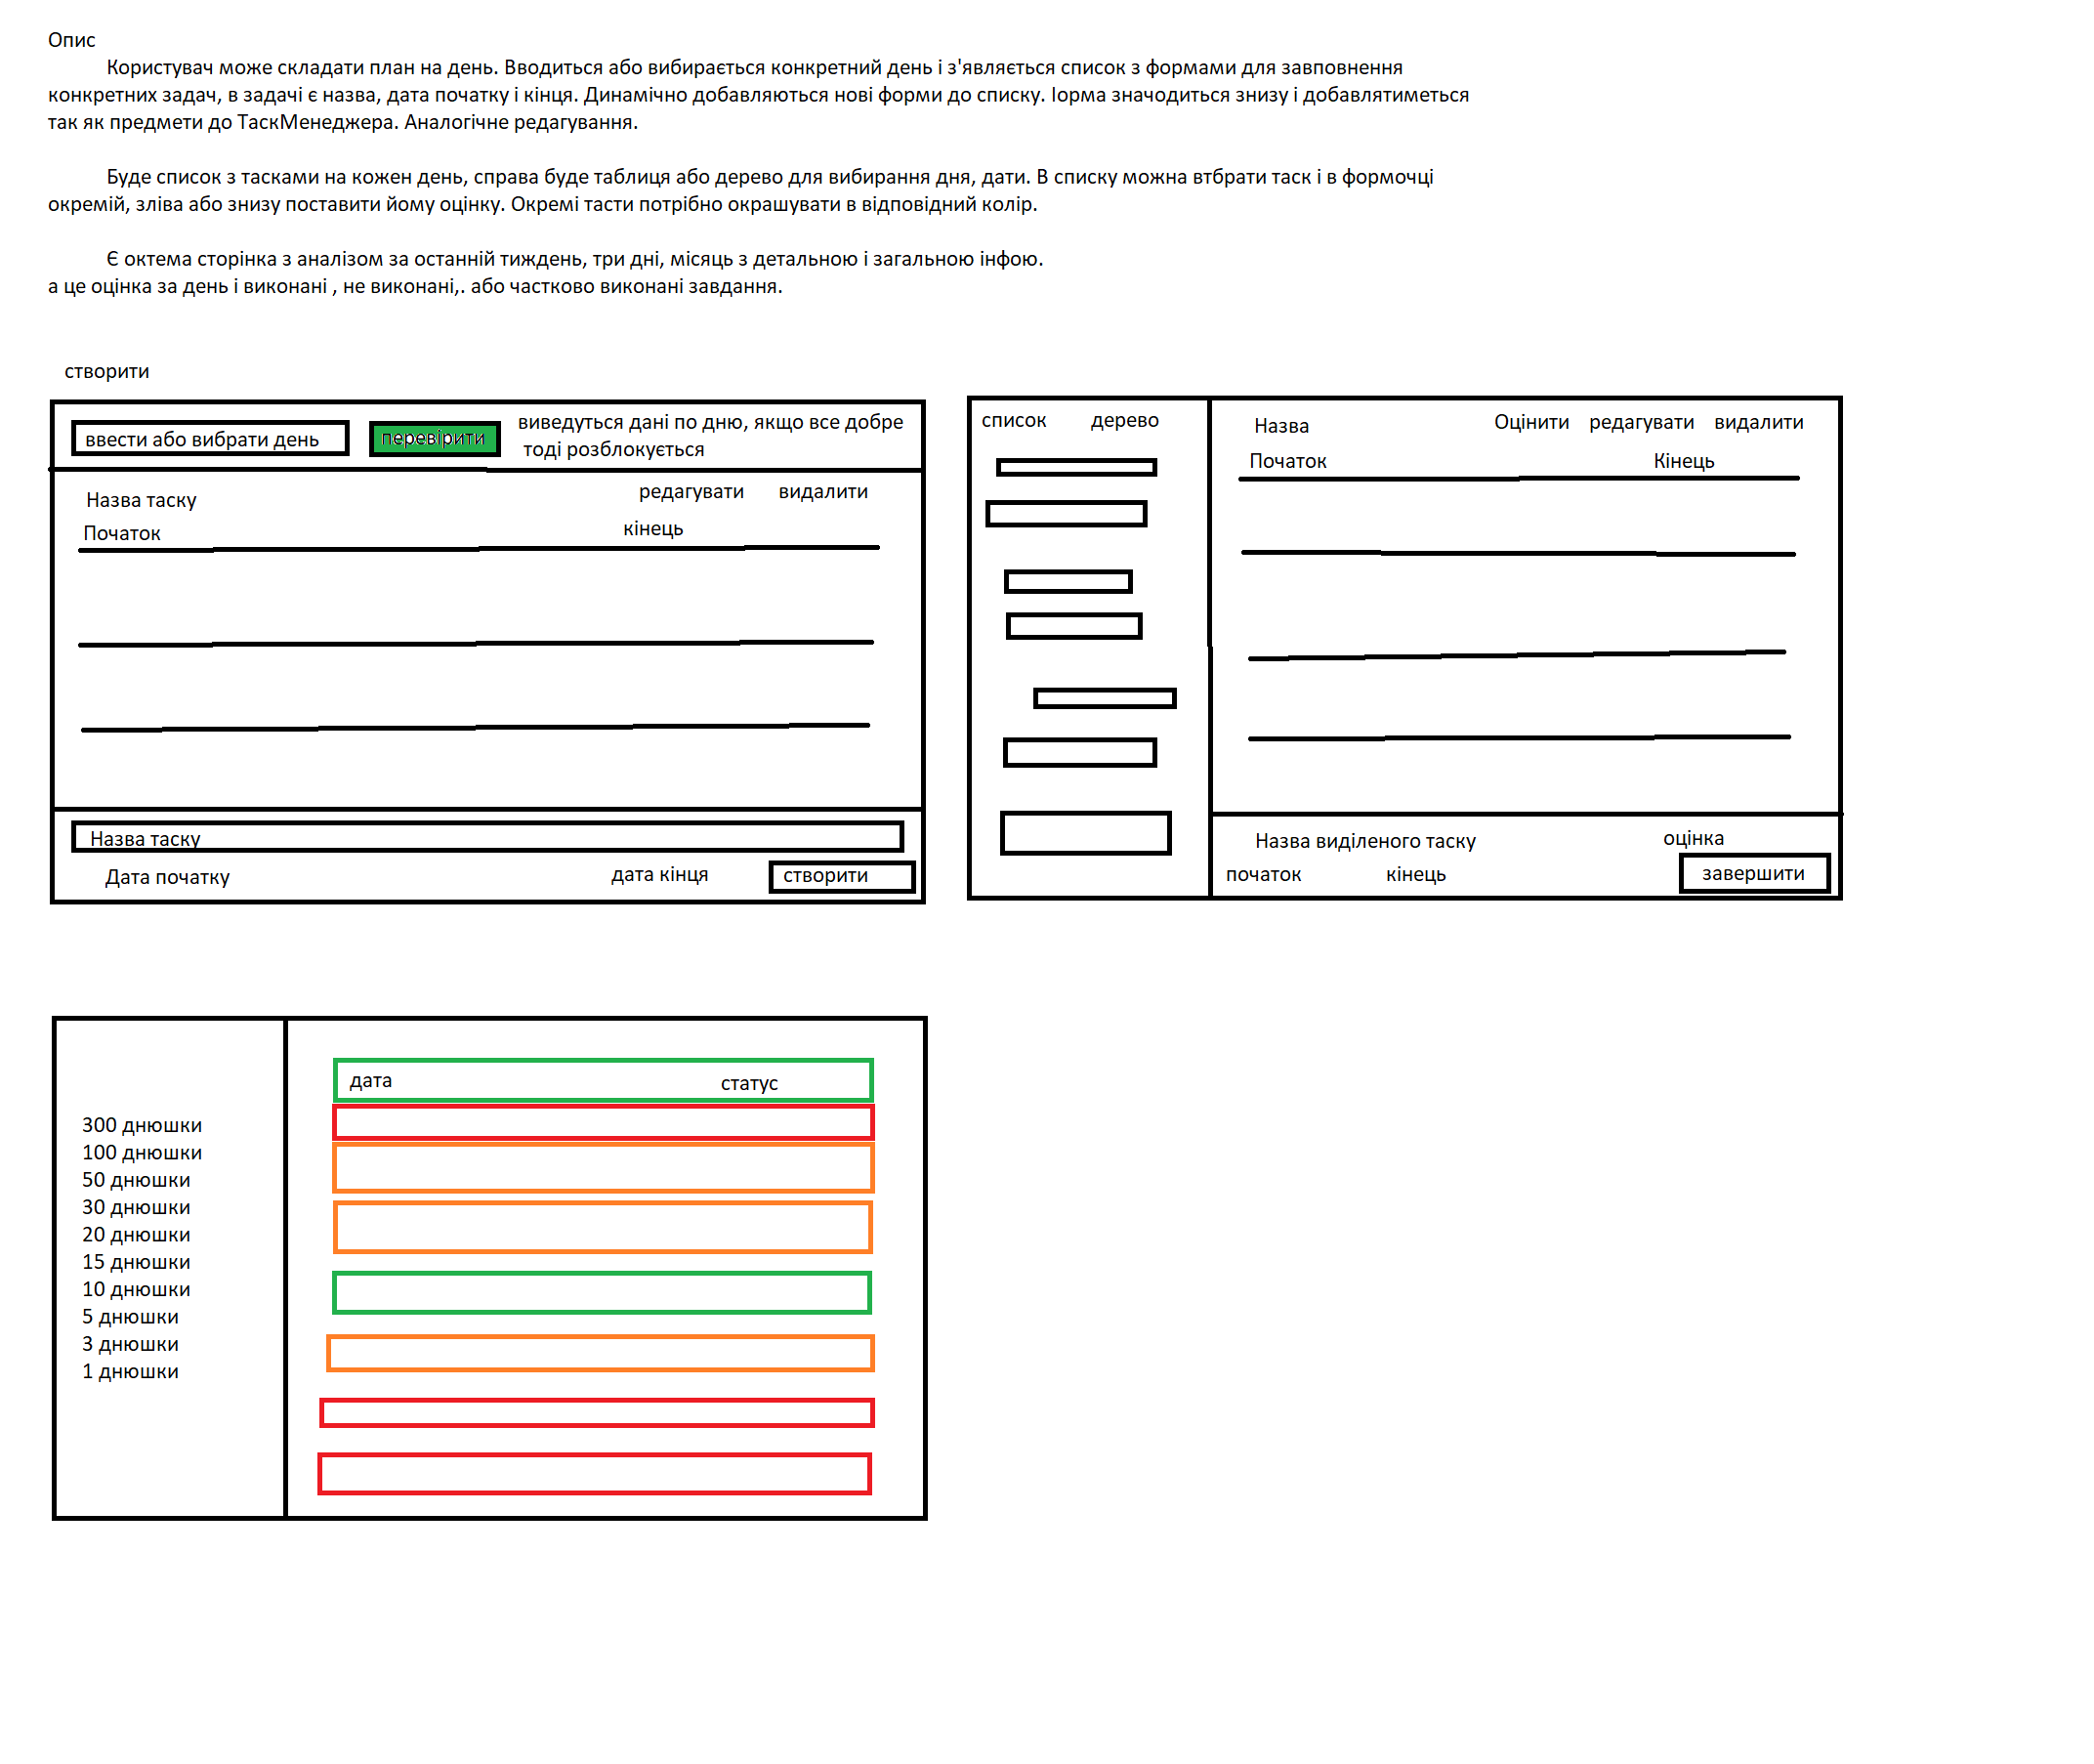 Опис
Користувач може складати план на день. Вводиться або вибирається конкретний день і з'являється список з формами для завповнення
конкретних задач, в задачі є назва, дата початку і кінця. Динамічно добавляються нові форми до списку. Іорма значодиться знизу і добавлятиметься
так як предмети до ТаскМенеджера. Аналогічне редагування.
Буде список з тасками на кожен день, справа буде таблиця або дерево для вибирання дня, дати. В списку можна втбрати таск і в формочці
окремій, зліва або знизу поставити йому оцінку. Окремі тасти потрібно окрашувати в відповідний колір.
Є октема сторінка з аналізом за останній тиждень, три дні, місяць з детальною і загальною інфою.
а це оцінка за день і виконані , не виконані,. або частково виконані завдання.
створити
ввести або вибрати день
перевірити
виведуться дані по дню, якщо все добре
тоді розблокується
Назва таску
редагувати
видалити
Початок
кінець
Назва таску
Дата початку
дата кінця
створити
список
дерево
Назва
Оцінити
редагувати
видалити
Початок
Кінець
Назва виділеного таску
оцінка
початок
кінець
завершити
300 днюшки
100 днюшки
50 днюшки
30 днюшки
20 днюшки
15 днюшки
10 днюшки
5 днюшки
3 днюшки
1 днюшки
дата
статус